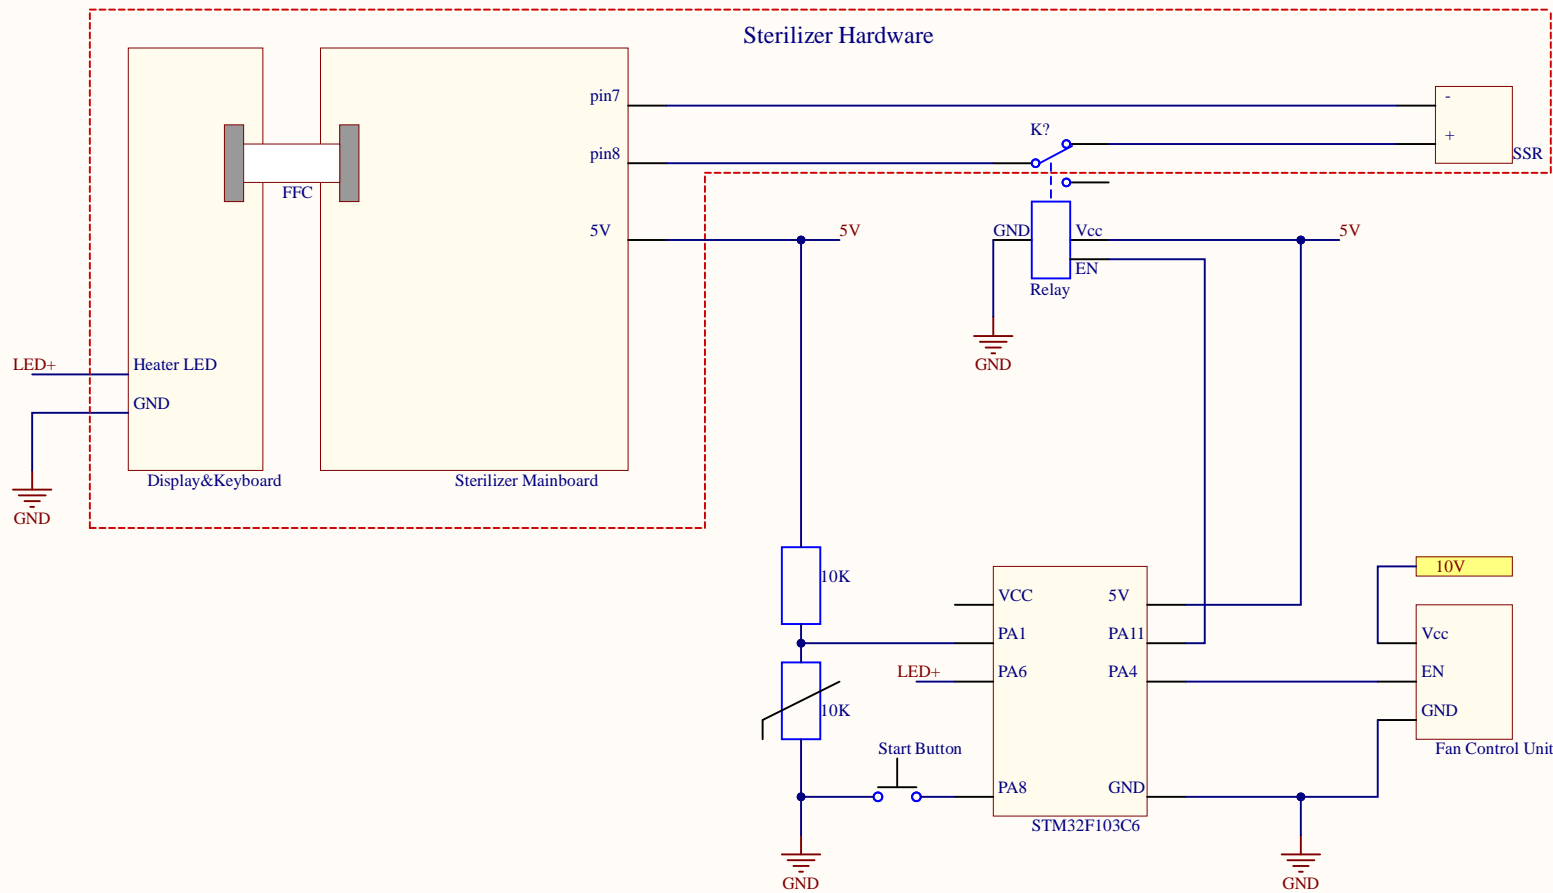 Sterilizer Hardware
pin7
-
K?
+
pin8
SSR
FFC
5V
5V
GND
Vcc
5V
EN
Relay
GND
LED+
Heater LED
GND
Display&Keyboard
Sterilizer Mainboard
GND
10K
10V
VCC
5V
PA1
PA11
Vcc
LED+
PA6
PA4
EN
10K
GND
Start Button
Fan Control Unit
PA8
GND
STM32F103C6
GND
GND